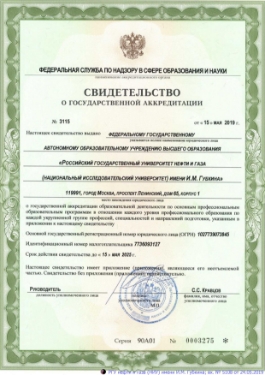 ФЕДЕРАЛЬНАЯ СЛУЖБА ПО НАДЗОРУ В СФЕРЕ ОБРАЗОВАНИЯ И НАУКИ
СВИДЕТЕЛЬСТВО
О ГОСУДАРСТВЕННОЙ АККРЕДИТАЦИИ
№ 3115 от « 15 » мая 2019 г.
Настоящее свидетельство выдано ФЕДЕРАЛЬНОМУ ГОСУДАРСТВЕННОМУ
АВТОНОМНОМУ ОБРАЗОВАТЕЛЬНОМУ УЧРЕЖДЕНИЮ ВЫСШЕГО ОБРАЗОВАНИЯ
«РОССИЙСКИЙ ГОСУДАРСТВЕННЫЙ УНИВЕРСИТЕТ НЕФТИ И ГАЗА
(НАЦИОНАЛЬНЫЙ ИССЛЕДОВАТЕЛЬСКИЙ УНИВЕРСИТЕТ) ИМЕНИ И.М. ГУБКИНА»
119991, ГОРОД МОСКВА, ПРОСПЕКТ ЛЕНИНСКИЙ, ДОМ 65, КОРПУС 1
место нахождения юридического лица
о государственной аккредитации образовательной деятельности по основным профессиональным
образовательным программам в отношении каждого уровня профессионального образования по
каждой укрупненной группе профессий, специальностей и направлений подготовки, указанным в
приложении к настоящему свидетельству
Основной государственный регистрационный номер юридического лица (ОГРН)
Идентификационный номер налогоплательщика 7736093127
Срок действия свидетельства до « 15 » мая
Настоящее свидетельство имеет приложение (приложения), являющееся его неотъемлемой
частью. Свидетельство без приложения (приложений) недействительно.
Руководитель С.С. Кравцов
Серия 90А01 № 0003275